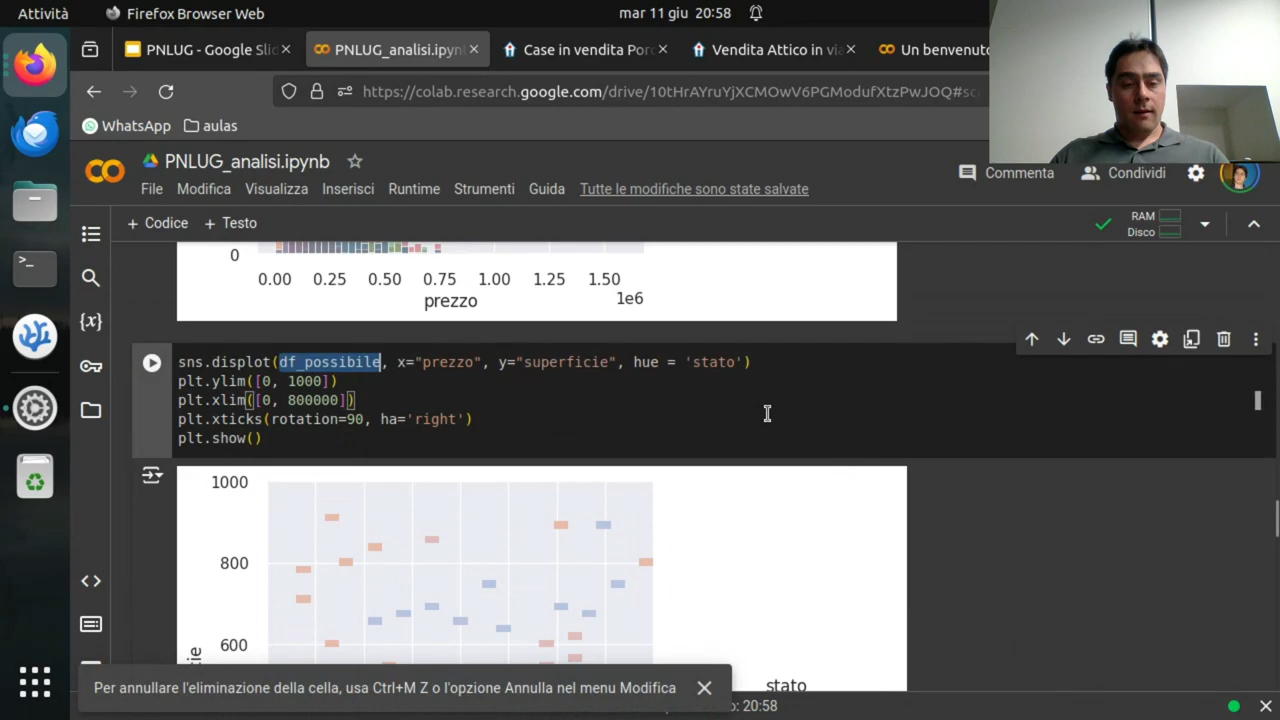 Attività
Firefox Browser Web
mar 11 giu 20:58
PNLUG - Google Slid
PNLUG_analisi.ipyn
Case in vendita Por
Vendita Attico in via
Un benvenuto
https://colab.research.google.com/drive/10tHrAYruYjXCMOwV6PGModufXtzPwJOQ#sc
WhatsApp
aulas
PNLUG_analisi.ipynb
Commenta
Condividi
File Modifica Visualizza Inserisci Runtime Strumenti Guida Tutte le modifiche sono state salvate
+ Codice + Testo
RAM
Disco
0
0.00 0.25 0.50 0.75 1.00 1.25 1.50
prezzo
1e6
sns.displot(df_possibile, x="prezzo", y="superficie", hue = 'stato')
plt.ylim([0, 1000])
plt.xlim([0, 800000])
plt.xticks(rotation=90, ha='right')
plt.show()
1000
800
600
cie
stato
Per annullare l'eliminazione della cella, usa Ctrl+M Z o l'opzione Annulla nel menu Modifica
20:58